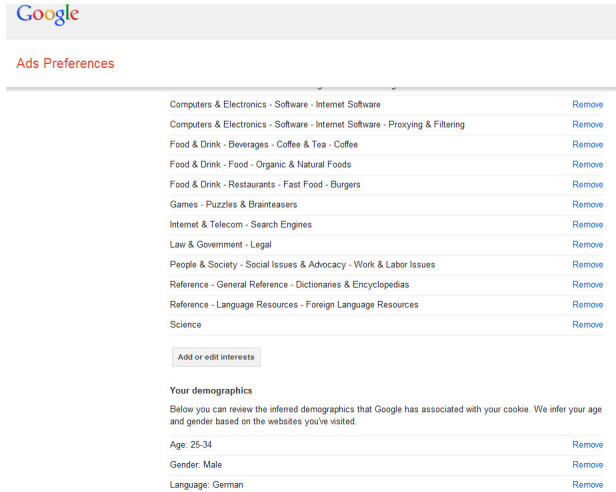 Google
Ads Preferences
Computers & Electronics - Software - Internet Software Remove
Computers & Electronics - Software - Internet Software - Proxying & Filtering Remove
Food & Drink - Beverages - Coffee & Tea - Coffee Remove
Food & Drink - Food - Organic & Natural Foods Remove
Food & Drink - Restaurants - Fast Food - Burgers Remove
Games - Puzzles & Brainteasers Remove
Internet & Telecom - Search Engines Remove
Law & Government - Legal Remove
People & Society - Social Issues & Advocacy - Work & Labor Issues Remove
Reference - General Reference - Dictionaries & Encyclopedias Remove
Reference - Language Resources - Foreign Language Resources Remove
Science Remove
Add or edit interests
Your demographics
Below you can review the inferred demographics that Google has associated with your cookie. We infer your age
and gender based on the websites you've visited.
Age: 25-34 Remove
Gender: Male Remove
Language: German Remove